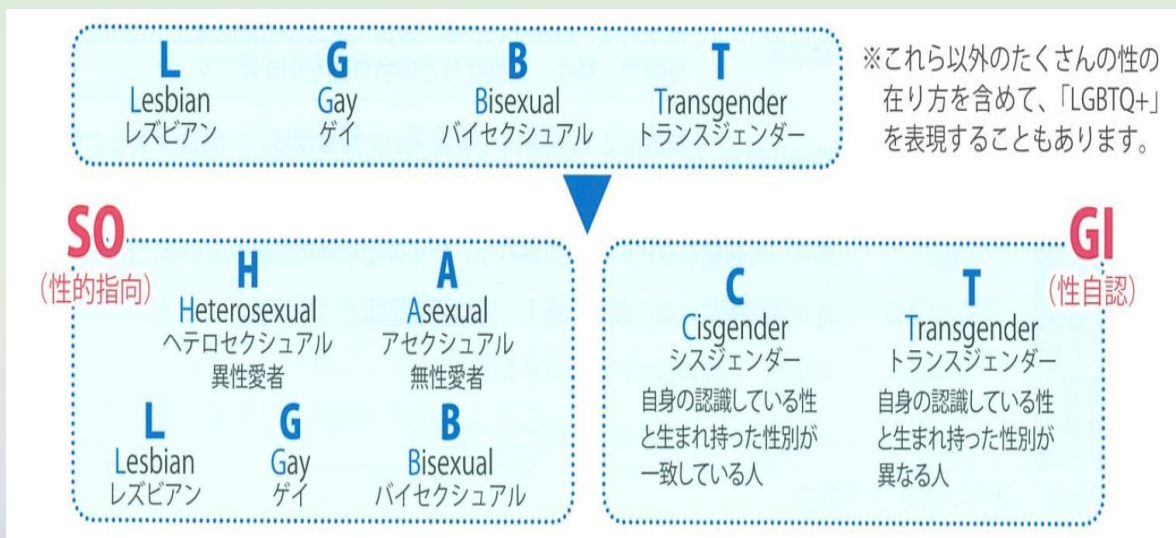 L G B T
Lesbian Gay Bisexual Transgender
レズビアン ゲイ バイセクシュアル トランスジェンダー
※これら以外のたくさんの性の
在り方を含めて、「LGBTQ+」
を表現することもあります。
SO
(性的指向)
H A
Heterosexual Asexual
ヘテロセクシュアル アセクシュアル
異性愛者 無性愛者
L G B
Lesbian Gay Bisexual
レズビアン ゲイ バイセクシュアル
GI
(性自認)
C
Cisgender
シスジェンダー
自身の認識している性
と生まれ持った性別が
一致している人
T
Transgender
トランスジェンダー
自身の認識している性
と生まれ持った性別が
異なる人